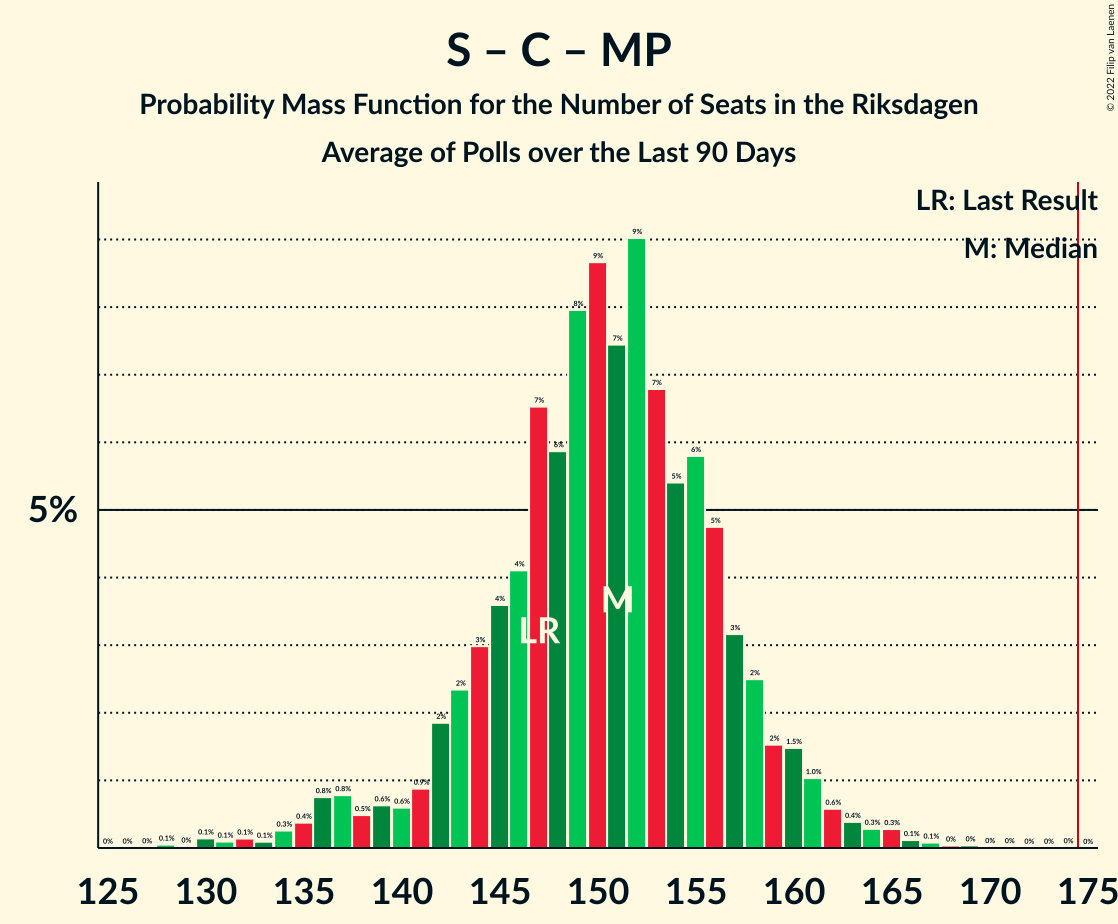 S – C – MP
Probability Mass Function for the Number of Seats in the Riksdagen
Average of Polls over the Last 90 Days
© 2022 Filip van Laenen
LR: Last Result
M: Median
5%
0% 0% 0% 0.1% 0% 0.1% 0.1% 0.1% 0.1% 0.3% 0.4% 0.8% 0.8% 0.5% 0.6% 0.6% 0.9% 2% 2% 3% 4% 4% 7% 6% 8% 9% 7% 9% 7% 5% 6% 5% 3% 2% 2% 1.5% 1.0% 0.6% 0.4% 0.3% 0.3% 0.1% 0.1% 0% 0% 0% 0% 0% 0% 0% 0%
LR
M
125 130 135 140 145 150 155 160 165 170 175